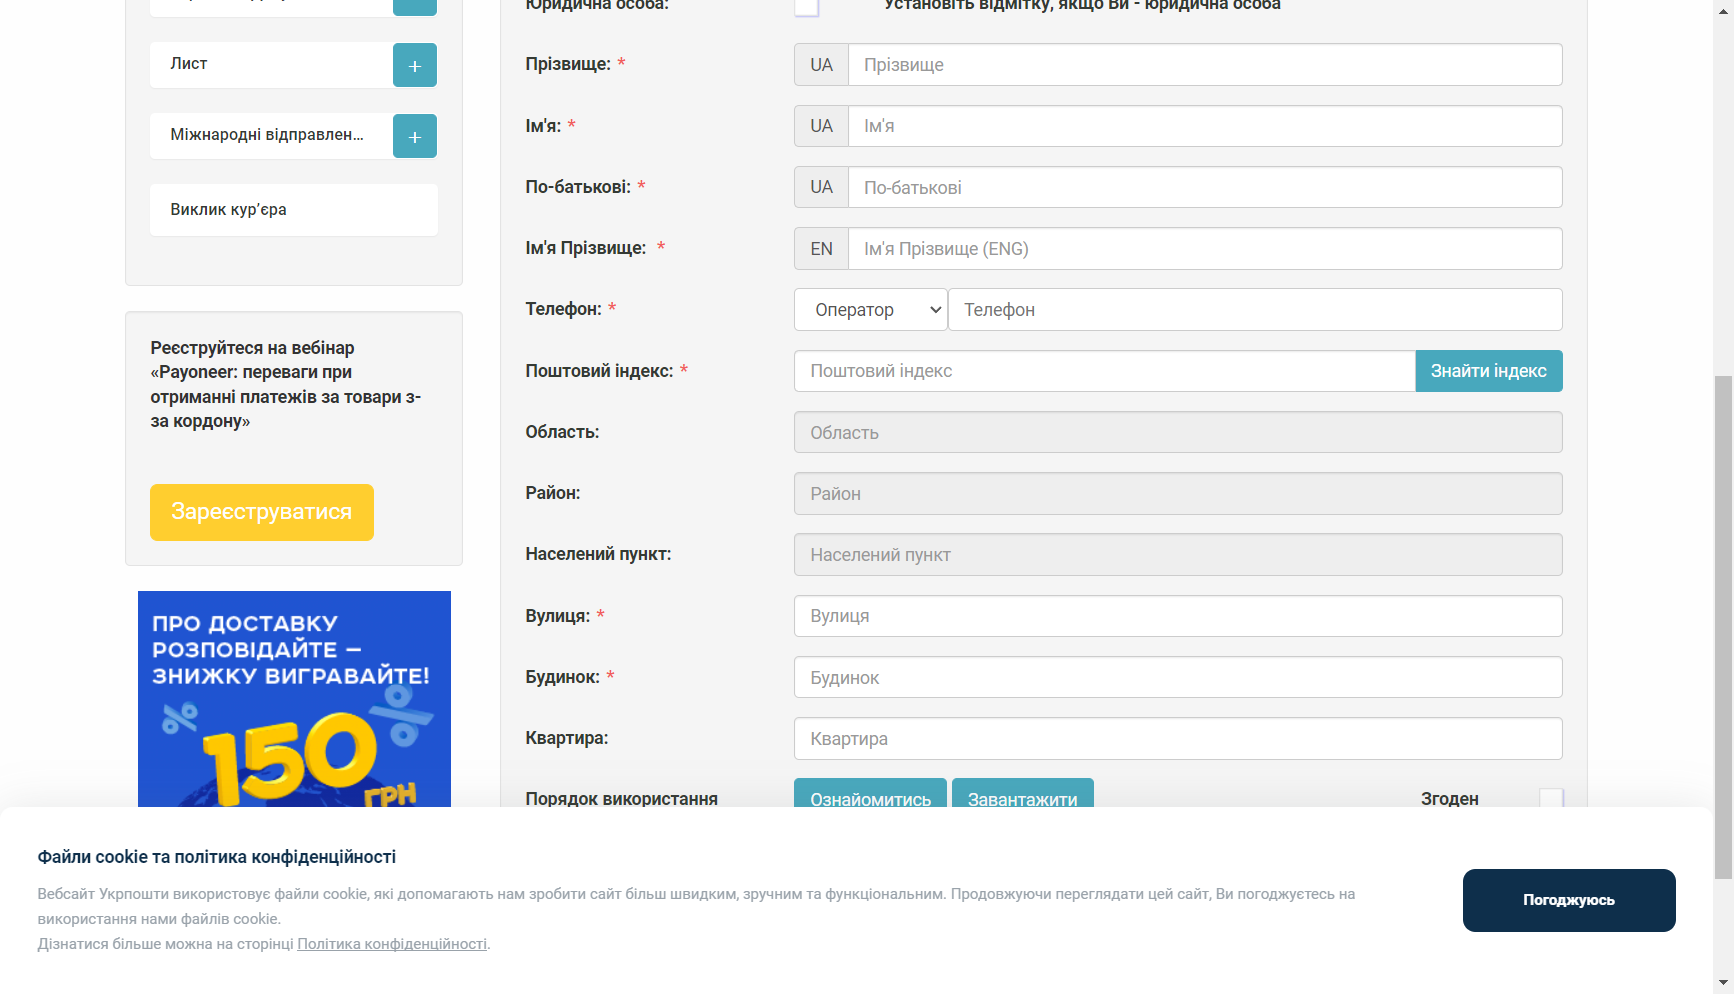 Лист
+
Міжнародні відправлен...
+
Виклик кур’єра
Реєструйтеся на вебінар
«Payoneer: переваги при
отриманні платежів за товари з-
за кордону»
Зареєструватися
ПРО ДОСТАВКУ
РОЗПОВІДАЙТЕ –
ЗНИЖКУ ВИГРАВАЙТЕ!
%
%
150
ГРН
Юридична особа:
Установіть відмітку, якщо Ви - юридична особа
Прізвище: *
UA Прізвище
Ім'я: *
UA Ім'я
По-батькові: *
UA По-батькові
Ім'я Прізвище: *
EN Ім'я Прізвище (ENG)
Телефон: *
Оператор Телефон
Поштовий індекс: *
Поштовий індекс Знайти індекс
Область:
Область
Район:
Район
Населений пункт:
Населений пункт
Вулиця: *
Вулиця
Будинок: *
Будинок
Квартира:
Квартира
Порядок використання
Ознайомитись Завантажити Згоден
Файли cookie та політика конфіденційності
Вебсайт Укрпошти використовує файли cookie, які допомагають нам зробити сайт більш швидким, зручним та функціональним. Продовжуючи переглядати цей сайт, Ви погоджуєтесь на
використання нами файлів cookie.
Дізнатися більше можна на сторінці Політика конфіденційності.
Погоджуюсь